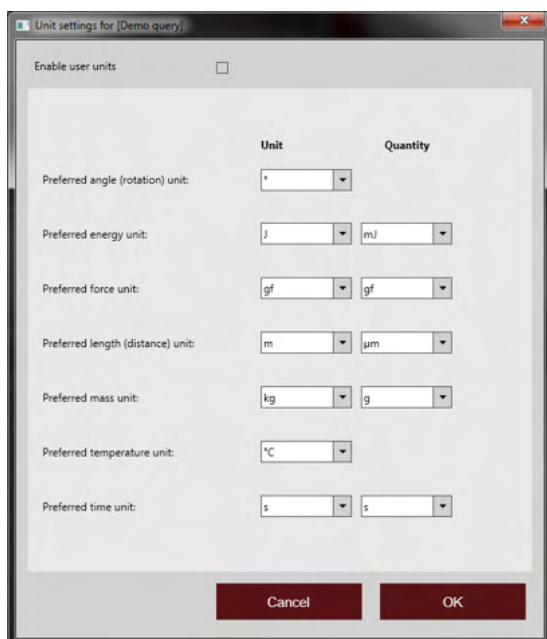 Unit settings for [Demo query]
Enable user units
Unit Quantity
Preferred angle (rotation) unit: °
Preferred energy unit: J mJ
Preferred force unit: gf gf
Preferred length (distance) unit: m µm
Preferred mass unit: kg g
Preferred temperature unit: °C
Preferred time unit: s s
Cancel OK